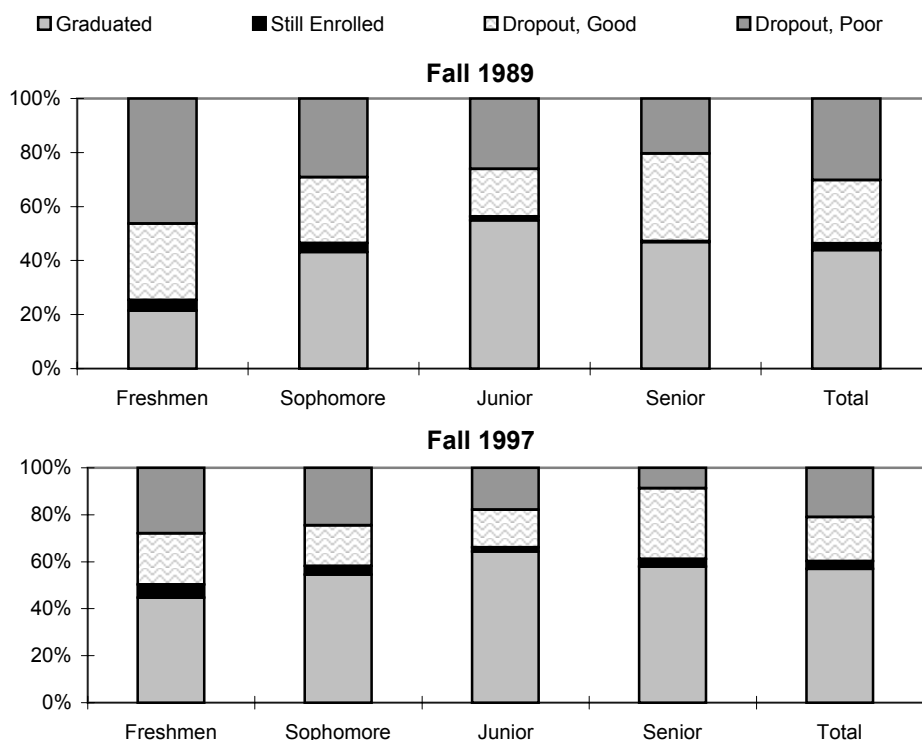 Graduated Still Enrolled Dropout, Good Dropout, Poor
Fall 1989
100%
80%
60%
40%
20%
0%
Freshmen Sophomore Junior Senior Total
Fall 1997
100%
80%
60%
40%
20%
0%
Freshmen Sophomore Junior Senior Total